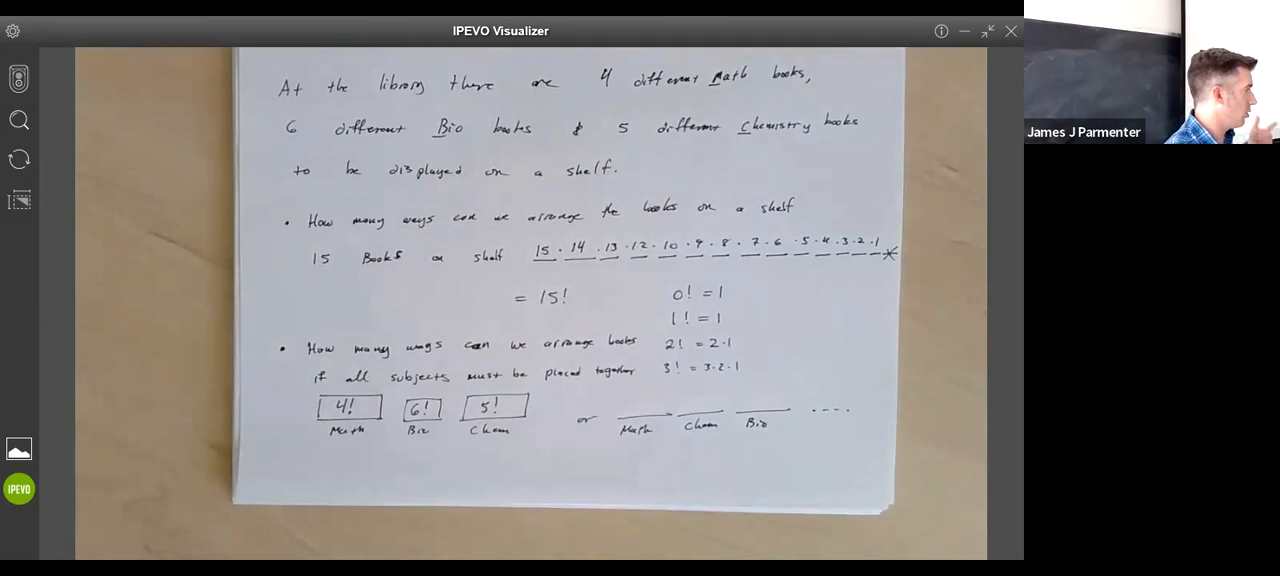 IPEVO Visualizer
James J Parmenter
At the library there are 4 different Math books,
6 different Bio books & 5 different Chemistry books
to be displayed on a shelf.
• How many ways can we arrange the books on a shelf
15 Books on shelf 15 · 14 · 13 · 12 · 10 · 9 · 8 · 7 · 6 · 5 · 4 · 3 · 2 · 1
= 15! 0! = 1
1! = 1
• How many ways can we arrange books 2! = 2·1
if all subjects must be placed together 3! = 3·2·1
4! 6! 5! or ....
Math Bio Chem Math Chem Bio
IPEVO